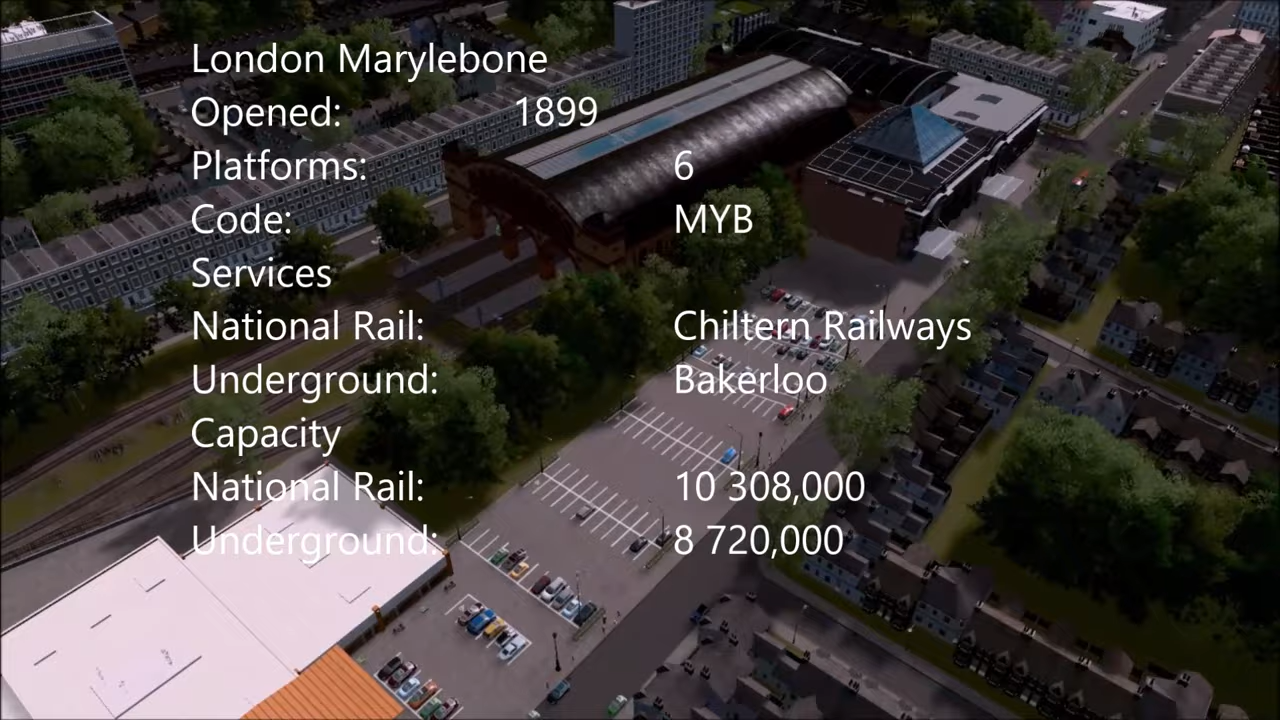 London Marylebone
Opened: 1899
Platforms: 6
Code: MYB
Services
National Rail: Chiltern Railways
Underground: Bakerloo
Capacity
National Rail: 10 308,000
Underground: 8 720,000